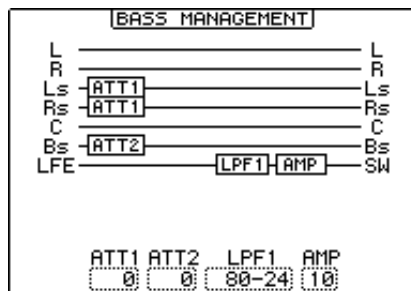 BASS MANAGEMENT
L L
R R
Ls ATT1 Ls
Rs ATT1 Rs
C C
Bs ATT2 Bs
LFE LPF1 AMP SW
ATT1 ATT2 LPF1 AMP
0 0 80-24 10